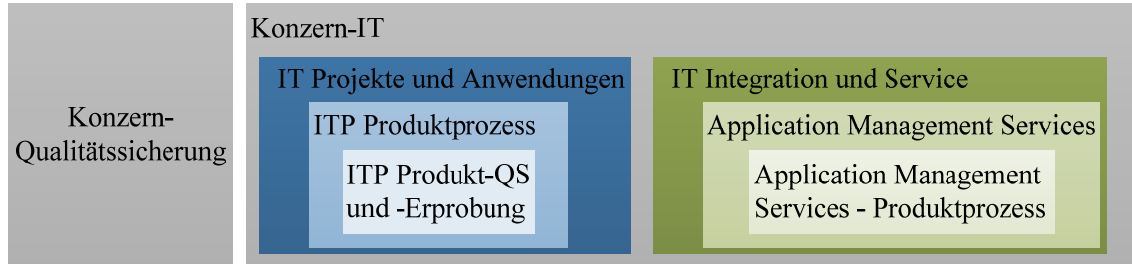 Konzern-
Qualitätssicherung
Konzern-IT
IT Projekte und Anwendungen
ITP Produktprozess
ITP Produkt-QS
und -Erprobung
IT Integration und Service
Application Management Services
Application Management
Services - Produktprozess